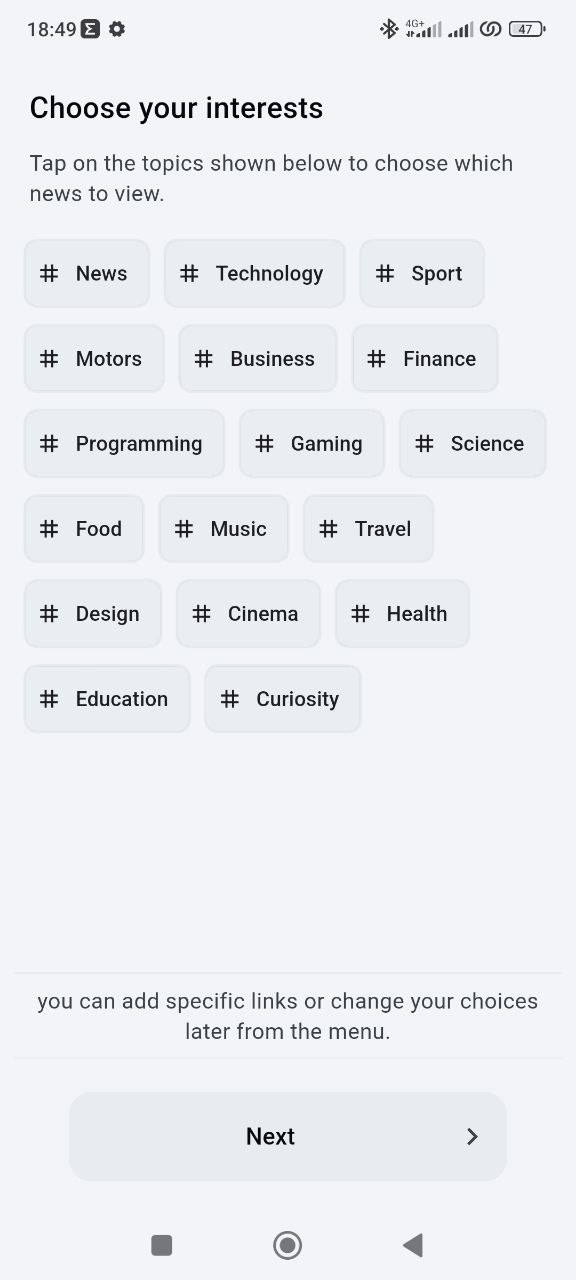 18:49 Σ 4G+ 47
Choose your interests
Tap on the topics shown below to choose which
news to view.
# News # Technology # Sport
# Motors # Business # Finance
# Programming # Gaming # Science
# Food # Music # Travel
# Design # Cinema # Health
# Education # Curiosity
you can add specific links or change your choices
later from the menu.
Next